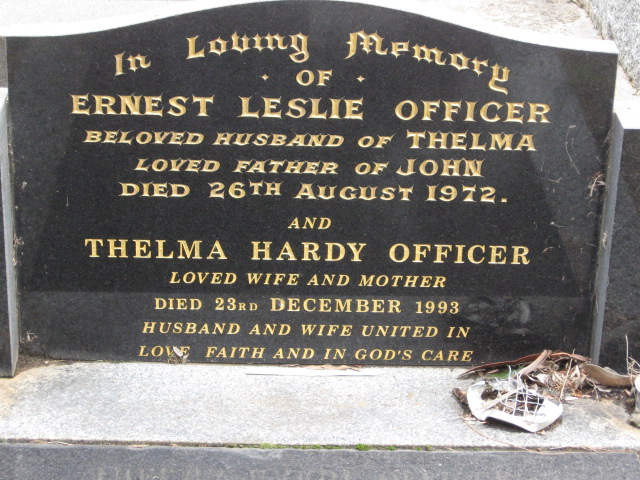 In Loving Memory
OF
ERNEST LESLIE OFFICER
BELOVED HUSBAND OF THELMA
LOVED FATHER OF JOHN
DIED 26TH AUGUST 1972.
AND
THELMA HARDY OFFICER
LOVED WIFE AND MOTHER
DIED 23RD DECEMBER 1993
HUSBAND AND WIFE UNITED IN
LOVE FAITH AND IN GOD'S CARE